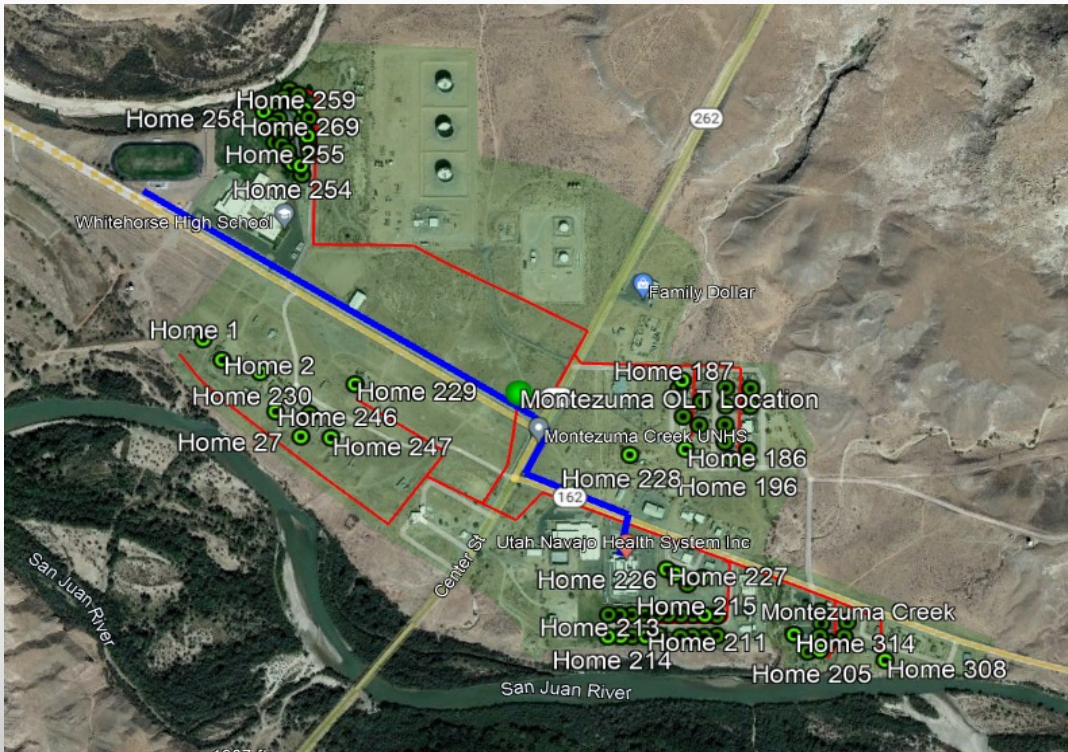 Home 259
Home 258
Home 269
Home 255
Home 254
Whitehorse High School
262
Family Dollar
Home 1
Home 2
Home 187
Home 229
Home 230
Montezuma OLT Location
Home 246
Home 27
Home 247
Montezuma Creek UNHS
Home 186
Home 228
Home 196
162
Utah Navajo Health System Inc
Center St
San Juan River
Home 226
Home 227
Home 215
Montezuma Creek
Home 213
Home 211
Home 314
Home 214
Home 205
Home 308
San Juan River